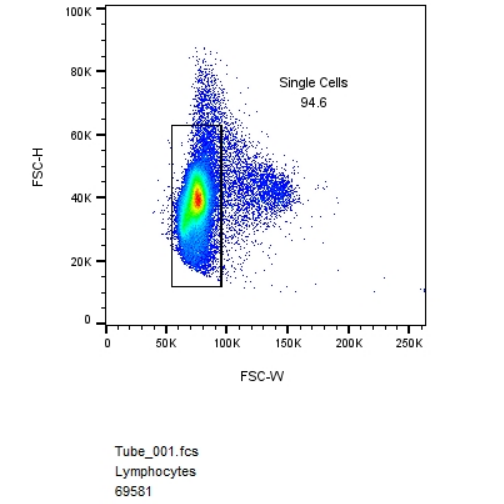 100K
80K
Single Cells
94.6
60K
FSC-H
40K
20K
0
0 50K 100K 150K 200K 250K
FSC-W
Tube_001.fcs
Lymphocytes
69581